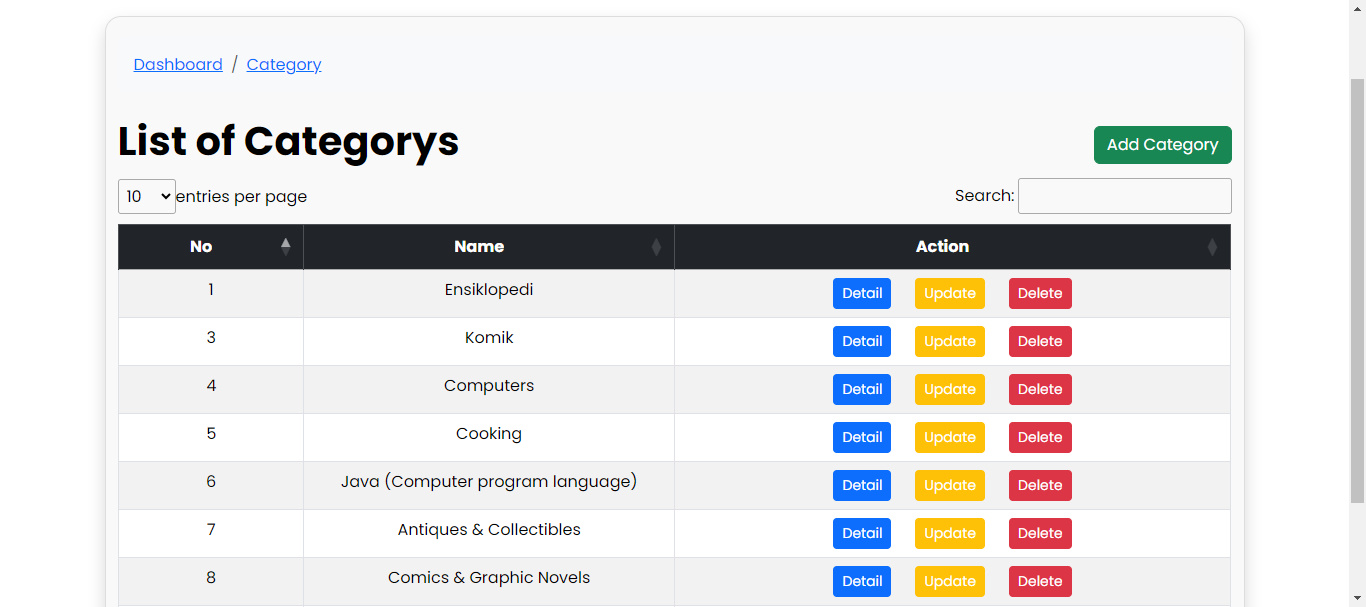 Dashboard / Category
List of Categorys
Add Category
10 entries per page
Search:
No Name Action
1 Ensiklopedi Detail Update Delete
3 Komik Detail Update Delete
4 Computers Detail Update Delete
5 Cooking Detail Update Delete
6 Java (Computer program language) Detail Update Delete
7 Antiques & Collectibles Detail Update Delete
8 Comics & Graphic Novels Detail Update Delete